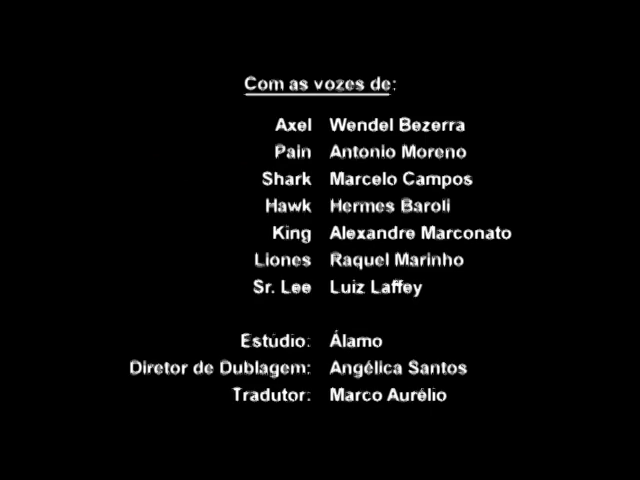 Com as vozes de:
Axel Wendel Bezerra
Pain Antonio Moreno
Shark Marcelo Campos
Hawk Hermes Baroli
King Alexandre Marconato
Liones Raquel Marinho
Sr. Lee Luiz Laffey
Estúdio: Álamo
Diretor de Dublagem: Angélica Santos
Tradutor: Marco Aurélio